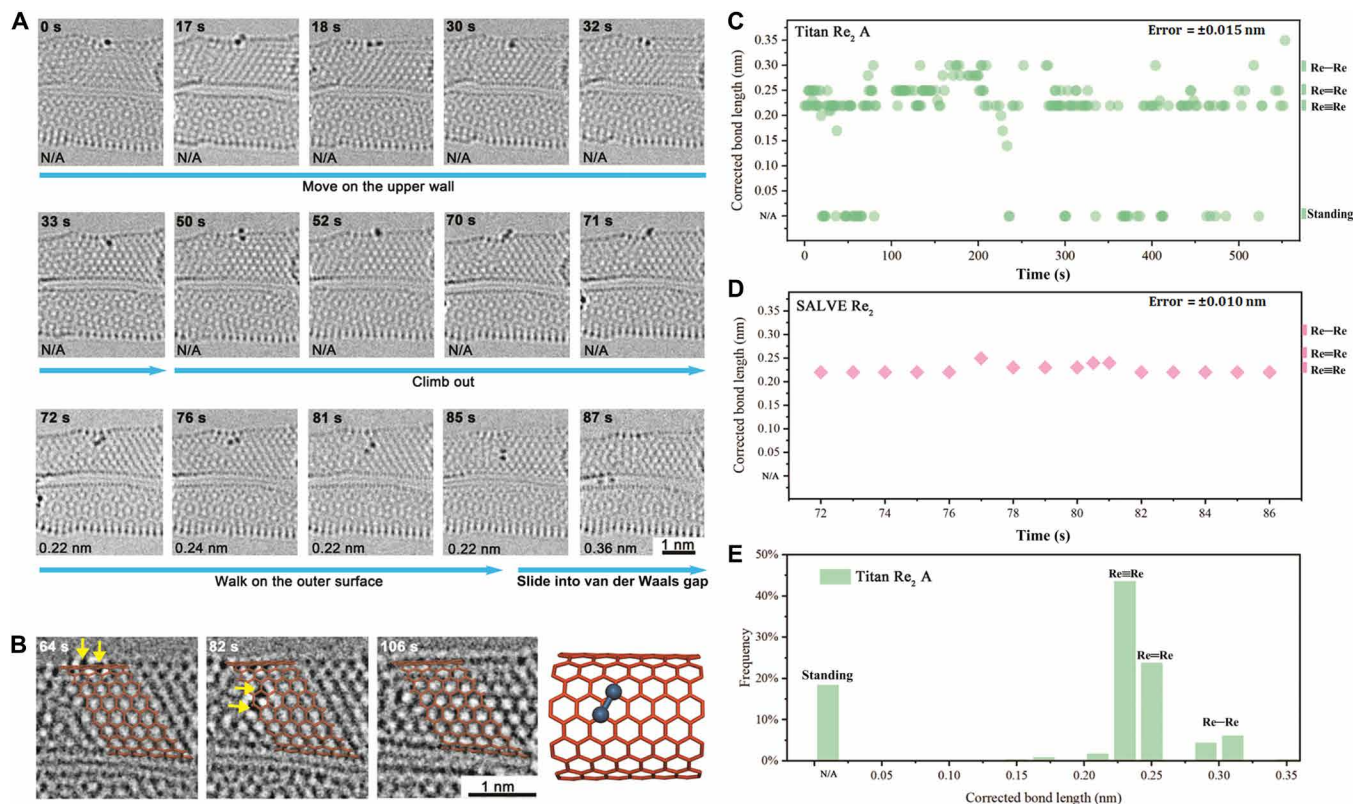 A
0 s
17 s
18 s
30 s
32 s
N/A
N/A
N/A
N/A
N/A
Move on the upper wall
33 s
50 s
52 s
70 s
71 s
N/A
N/A
N/A
N/A
N/A
Climb out
72 s
76 s
81 s
85 s
87 s
0.22 nm
0.24 nm
0.22 nm
0.22 nm
0.36 nm
1 nm
Walk on the outer surface
Slide into van der Waals gap
B
64 s
82 s
106 s
1 nm
C
Titan Re₂ A
Error = ±0.015 nm
Corrected bond length (nm)
0.35
0.30
0.25
0.20
0.15
0.10
0.05
N/A
Re—Re
Re═Re
Re≡Re
Standing
0
100
200
300
400
500
Time (s)
D
SALVE Re₂
Error = ±0.010 nm
Corrected bond length (nm)
0.35
0.30
0.25
0.20
0.15
0.10
0.05
N/A
Re—Re
Re═Re
Re≡Re
72
74
76
78
80
82
84
86
Time (s)
E
Titan Re₂ A
Frequency
50%
40%
30%
20%
10%
0%
Standing
Re≡Re
Re═Re
Re—Re
N/A
0.05
0.10
0.15
0.20
0.25
0.30
0.35
Corrected bond length (nm)